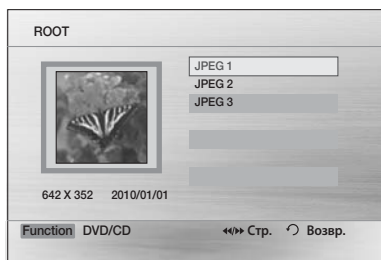 ROOT
JPEG 1
JPEG 2
JPEG 3
642 X 352 2010/01/01
Function DVD/CD ◀◀/▶▶ Стр. ↶ Возвр.